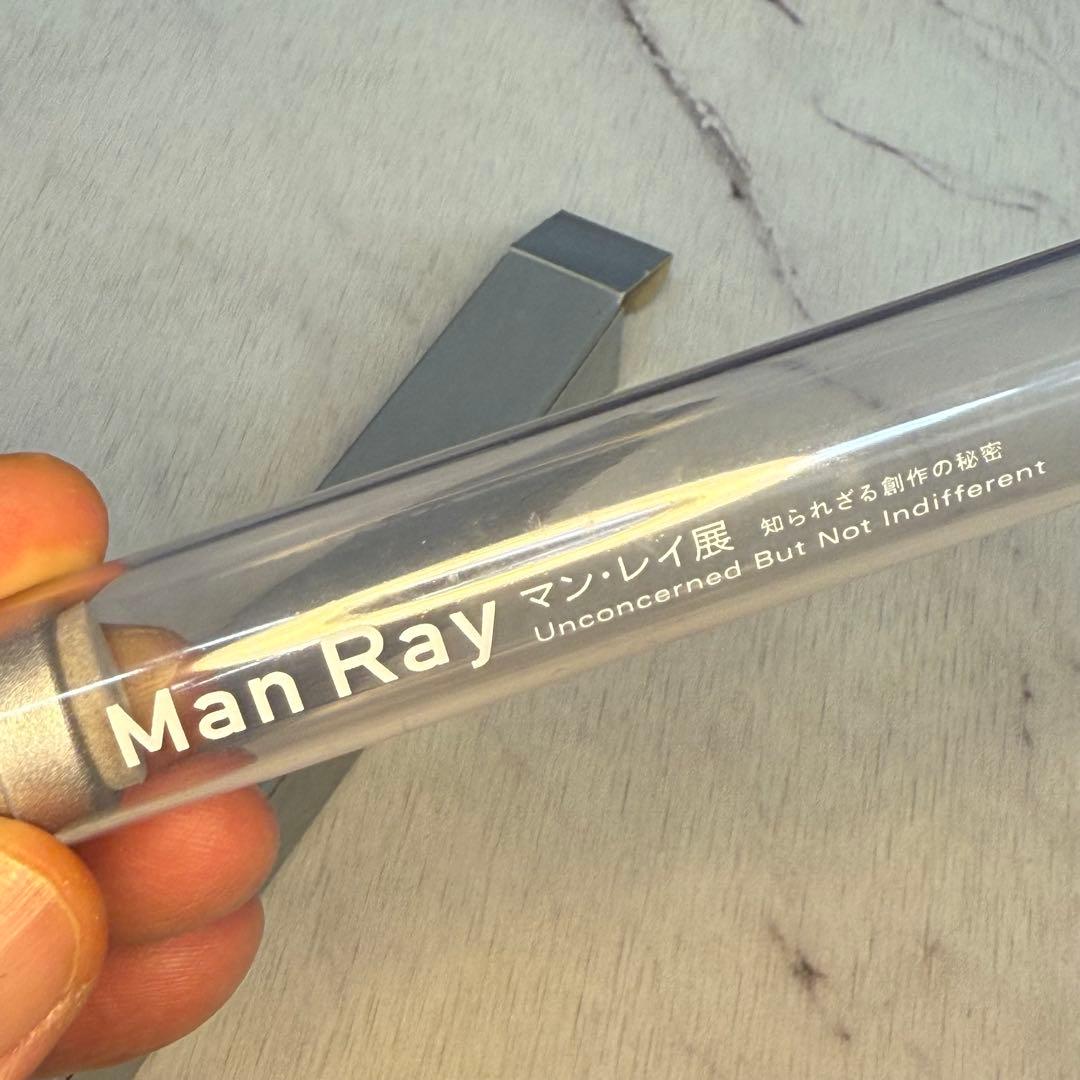 Man Ray
マン・レイ展 知られざる創作の秘密
Unconcerned But Not Indifferent